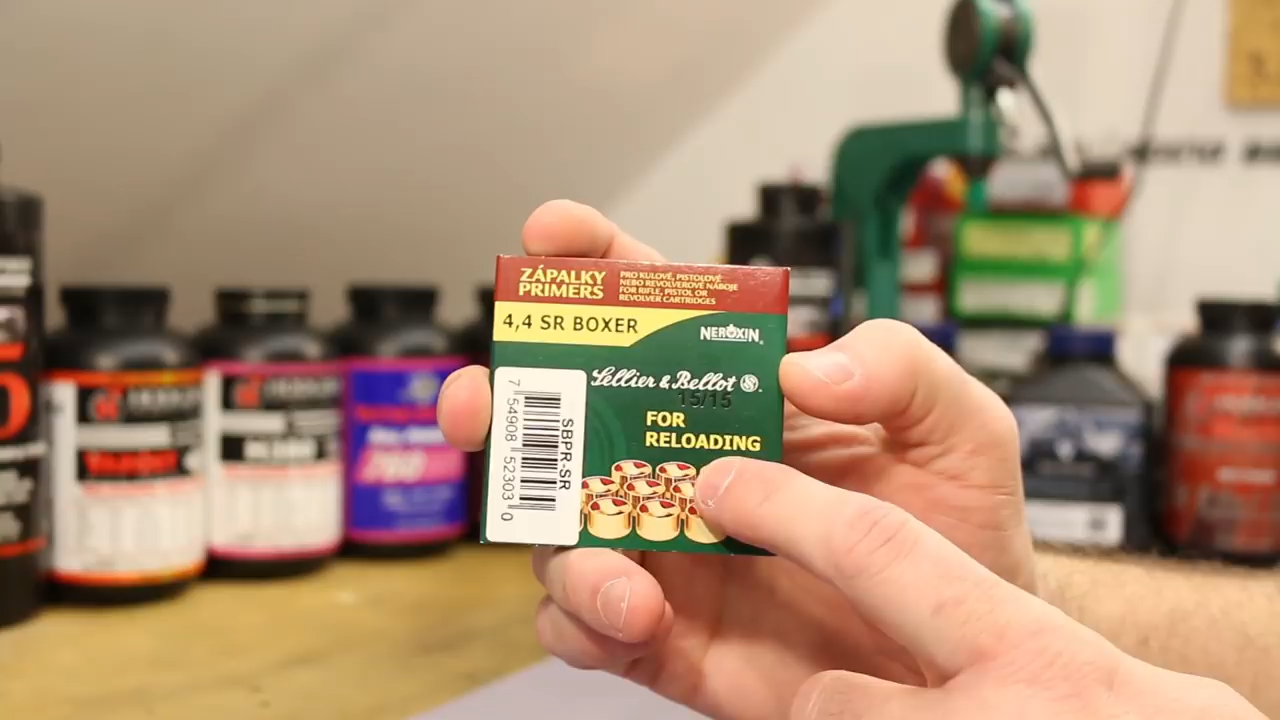 ZÁPALKY
PRIMERS
PRO KULOVÉ, PISTOLOVÉ
NEBO REVOLVEROVÉ NÁBOJE
FOR RIFLE, PISTOL OR
REVOLVER CARTRIDGES
4,4 SR BOXER
NEROXIN
Sellier & Bellot
15/15
FOR
RELOADING
SBPR-SR
7 54908 52303 0